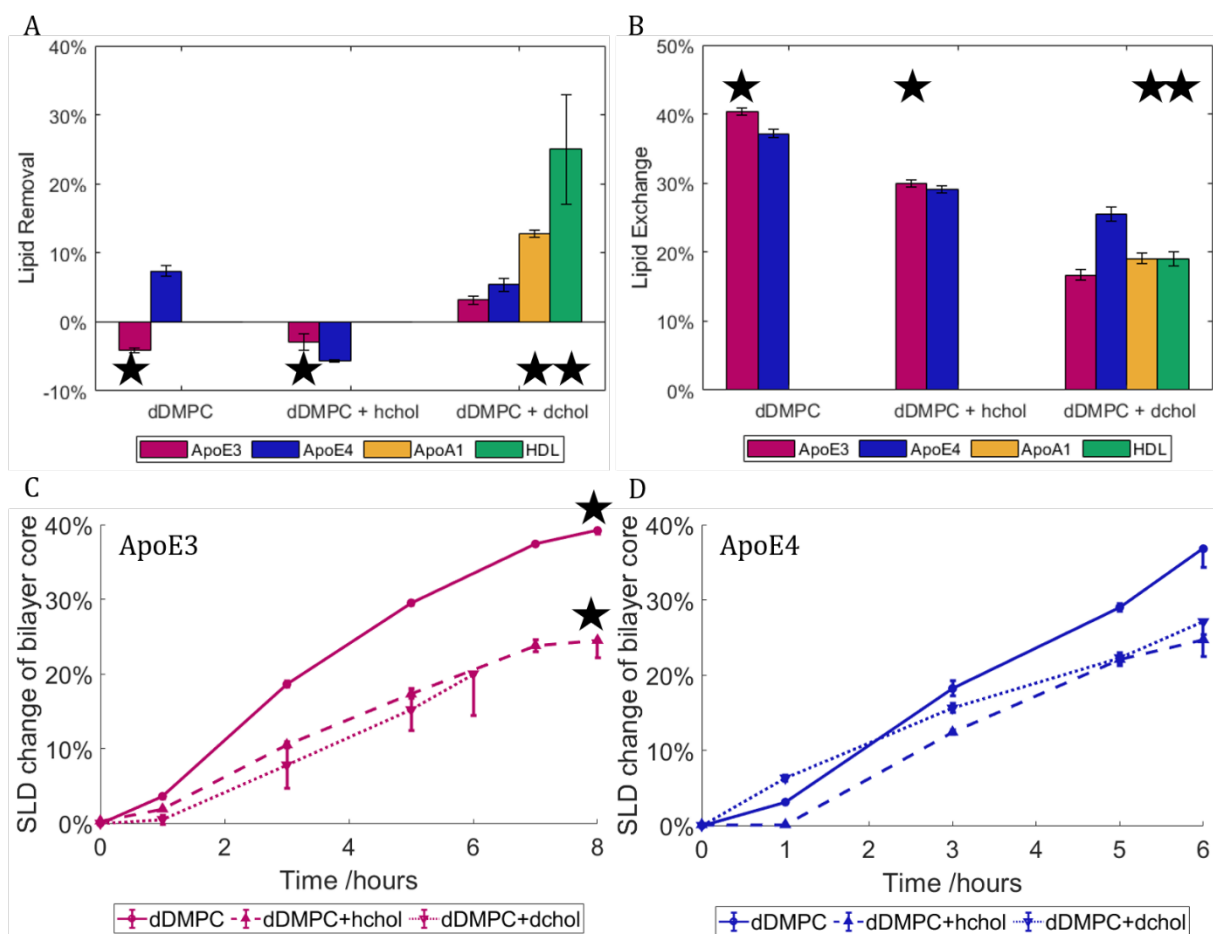 A
40%
30%
20%
10%
0%
-10%
Lipid Removal
dDMPC
dDMPC + hchol
dDMPC + dchol
ApoE3 ApoE4 ApoA1 HDL
B
50%
40%
30%
20%
10%
0%
Lipid Exchange
dDMPC
dDMPC + hchol
dDMPC + dchol
ApoE3 ApoE4 ApoA1 HDL
C
ApoE3
40%
30%
20%
10%
0%
SLD change of bilayer core
0 2 4 6 8
Time /hours
dDMPC dDMPC+hchol dDMPC+dchol
D
ApoE4
40%
30%
20%
10%
0%
SLD change of bilayer core
0 1 2 3 4 5 6
Time /hours
dDMPC dDMPC+hchol dDMPC+dchol